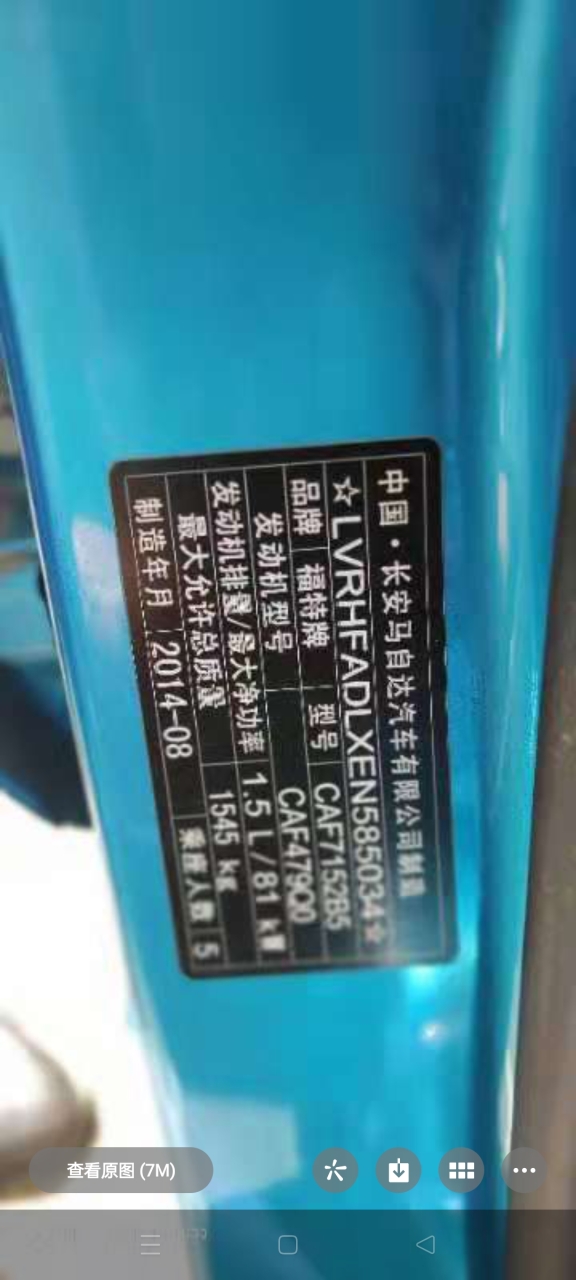 中国·长安马自达汽车有限公司制造
☆LVRHFADLXEN585034☆
品牌 福特牌 型号 CAF7152B5
发动机型号 CAF479Q0
发动机排量/最大净功率 1.5 L/81 kW
最大允许总质量 1545 kg
制造年月 2014-08 乘座人数 5
查看原图 (7M)